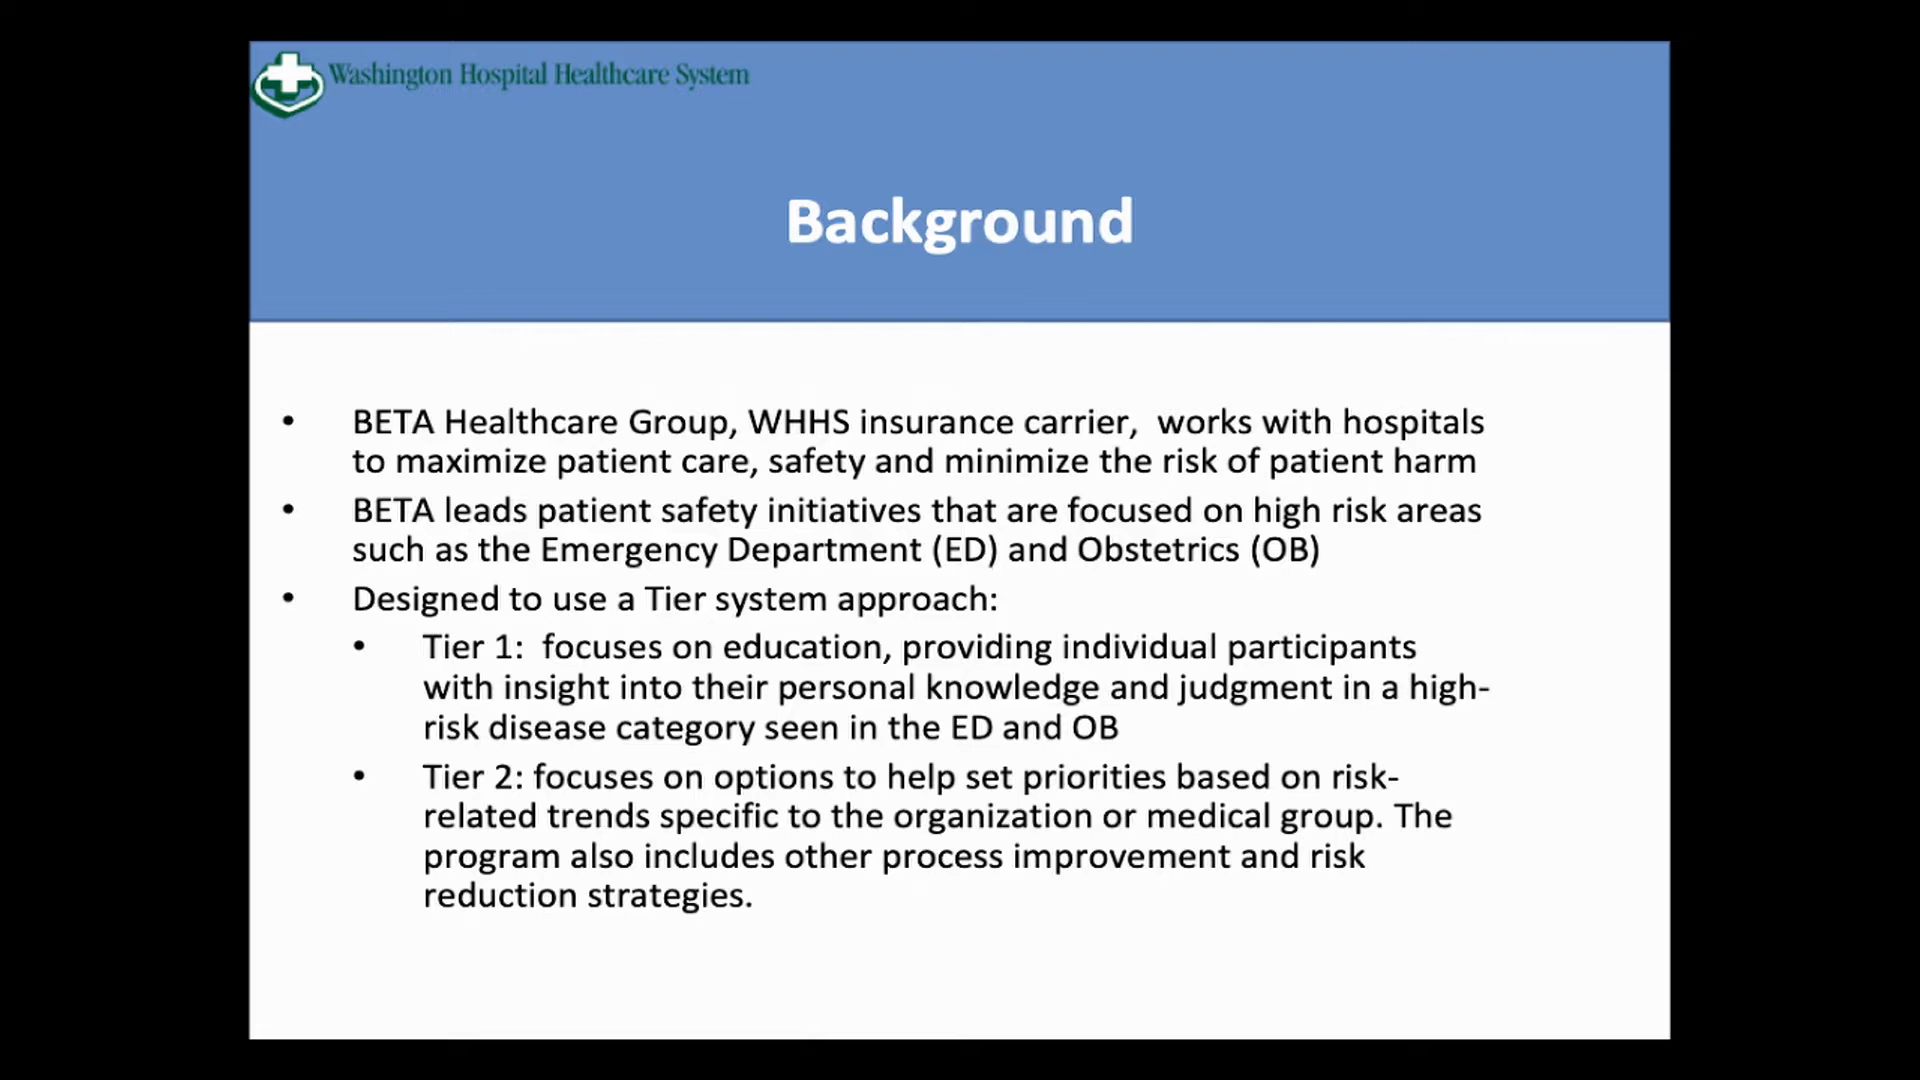 Washington Hospital Healthcare System
Background
• BETA Healthcare Group, WHHS insurance carrier,  works with hospitals
to maximize patient care, safety and minimize the risk of patient harm
• BETA leads patient safety initiatives that are focused on high risk areas
such as the Emergency Department (ED) and Obstetrics (OB)
• Designed to use a Tier system approach:
• Tier 1:  focuses on education, providing individual participants
with insight into their personal knowledge and judgment in a high-
risk disease category seen in the ED and OB
• Tier 2: focuses on options to help set priorities based on risk-
related trends specific to the organization or medical group. The
program also includes other process improvement and risk
reduction strategies.